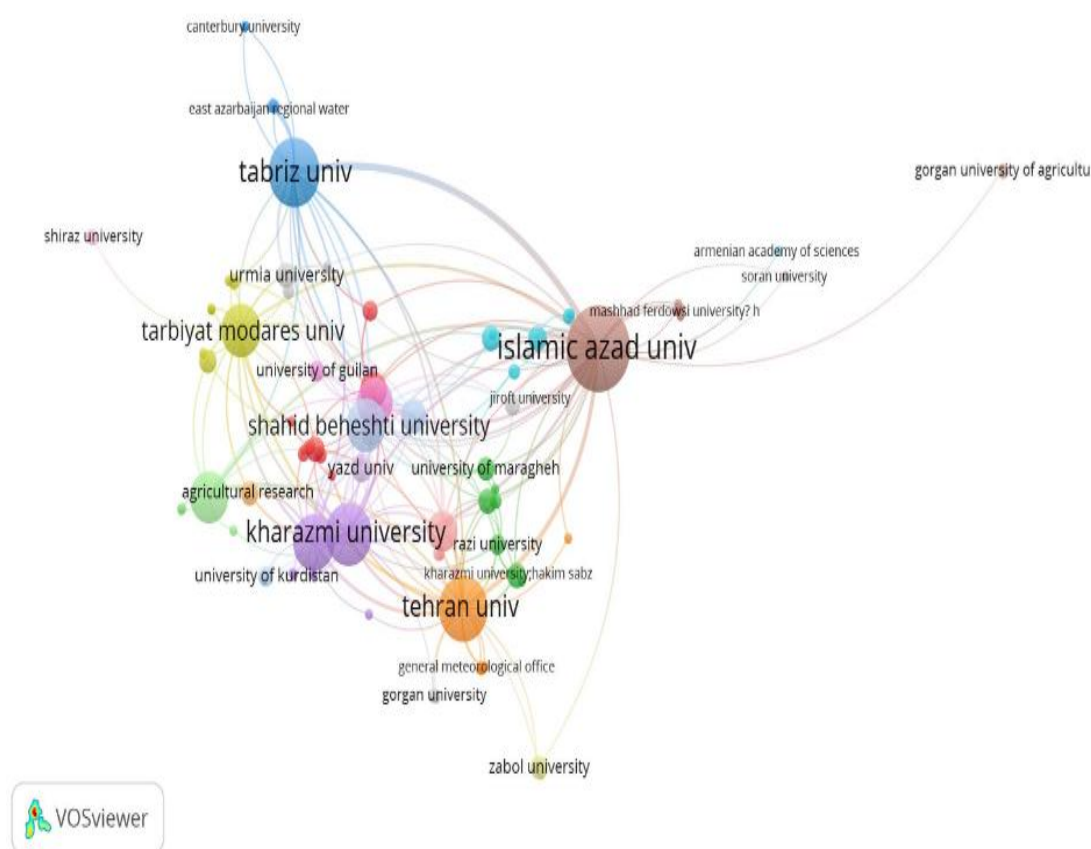 canterbury university
east azarbaijan regional water
tabriz univ
gorgan university of agricultu
shiraz university
armenian academy of sciences
urmia university
soran university
mashhad ferdowsi university? h
tarbiyat modares univ
islamic azad univ
university of guilan
jiroft university
shahid beheshti university
yazd univ
university of maragheh
agricultural research
kharazmi university
razi university
university of kurdistan
kharazmi university;hakim sabz
tehran univ
general meteorological office
gorgan university
zabol university
VOSviewer